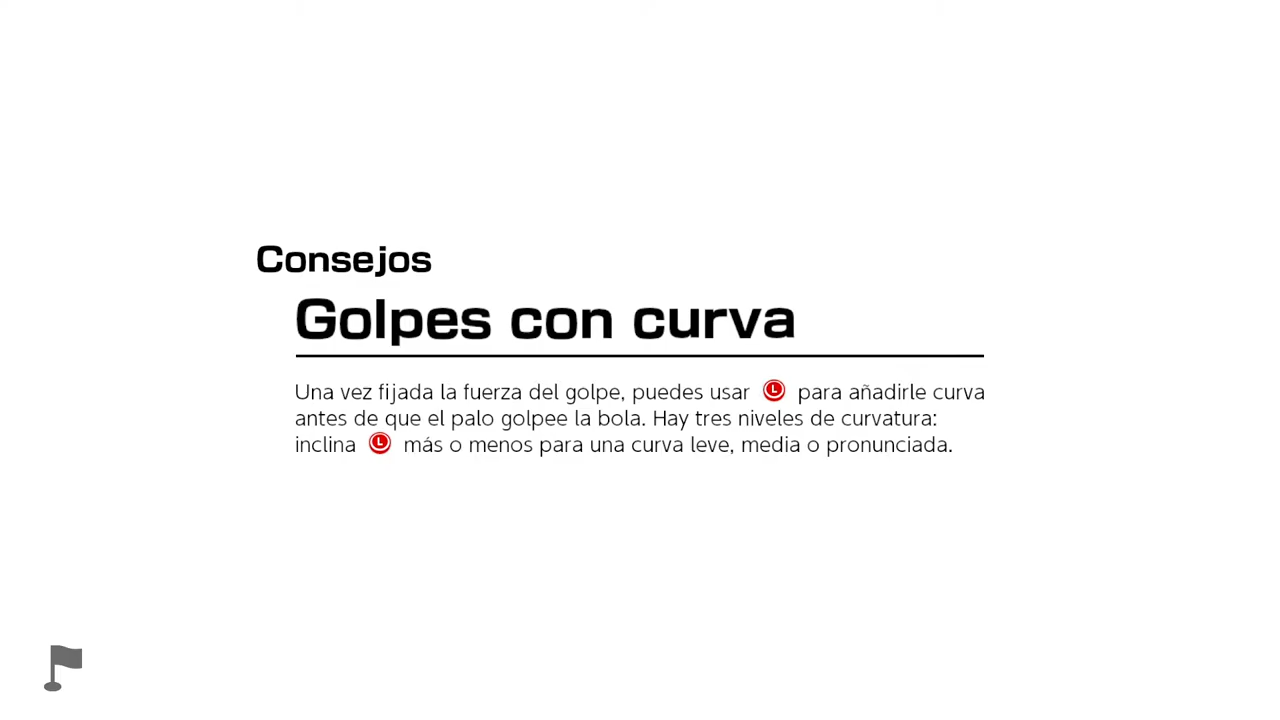 Consejos
Golpes con curva
Una vez fijada la fuerza del golpe, puedes usar L para añadirle curva
antes de que el palo golpee la bola. Hay tres niveles de curvatura:
inclina L más o menos para una curva leve, media o pronunciada.